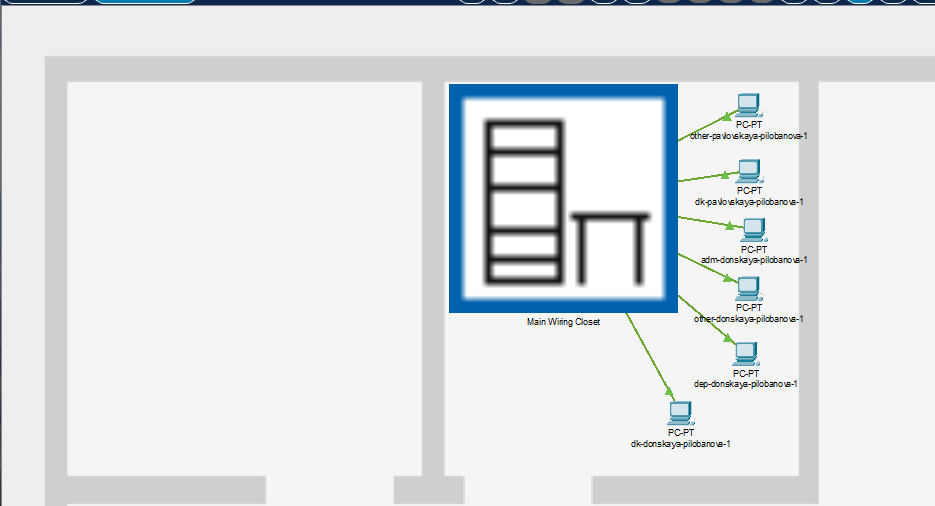 PC-PT
other-pavlovskaya-pilobanova-1
PC-PT
dk-pavlovskaya-pilobanova-1
PC-PT
adm-donskaya-pilobanova-1
PC-PT
other-donskaya-pilobanova-1
Main Wiring Closet
PC-PT
dep-donskaya-pilobanova-1
PC-PT
dk-donskaya-pilobanova-1